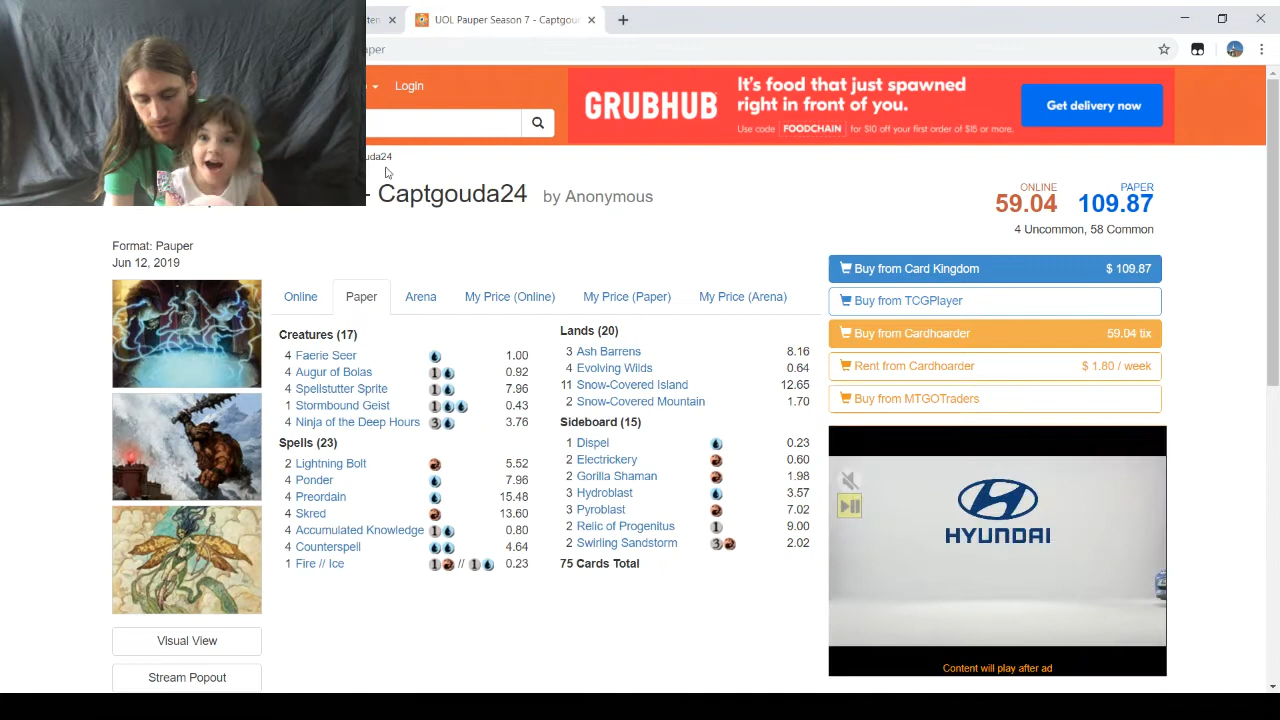 UOL Pauper Season 7 - Captgou
aper
Login
GRUBHUB
It's food that just spawned
right in front of you.
Use code FOODCHAIN for $10 off your first order of $15 or more.
Get delivery now
uda24
- Captgouda24 by Anonymous
ONLINE
59.04
PAPER
109.87
4 Uncommon, 58 Common
Format: Pauper
Jun 12, 2019
Online
Paper
Arena
My Price (Online)
My Price (Paper)
My Price (Arena)
Creatures (17)
4 Faerie Seer 1.00
4 Augur of Bolas 1 0.92
4 Spellstutter Sprite 1 7.96
1 Stormbound Geist 1 0.43
4 Ninja of the Deep Hours 3 3.76
Spells (23)
2 Lightning Bolt 5.52
4 Ponder 7.96
4 Preordain 15.48
4 Skred 13.60
4 Accumulated Knowledge 1 0.80
4 Counterspell 4.64
1 Fire // Ice 1 // 1 0.23
Lands (20)
3 Ash Barrens 8.16
4 Evolving Wilds 0.64
11 Snow-Covered Island 12.65
2 Snow-Covered Mountain 1.70
Sideboard (15)
1 Dispel 0.23
2 Electrickery 0.60
2 Gorilla Shaman 1.98
3 Hydroblast 3.57
3 Pyroblast 7.02
2 Relic of Progenitus 1 9.00
2 Swirling Sandstorm 3 2.02
75 Cards Total
Buy from Card Kingdom $ 109.87
Buy from TCGPlayer
Buy from Cardhoarder 59.04 tix
Rent from Cardhoarder $ 1.80 / week
Buy from MTGOTraders
HYUNDAI
Content will play after ad
Visual View
Stream Popout